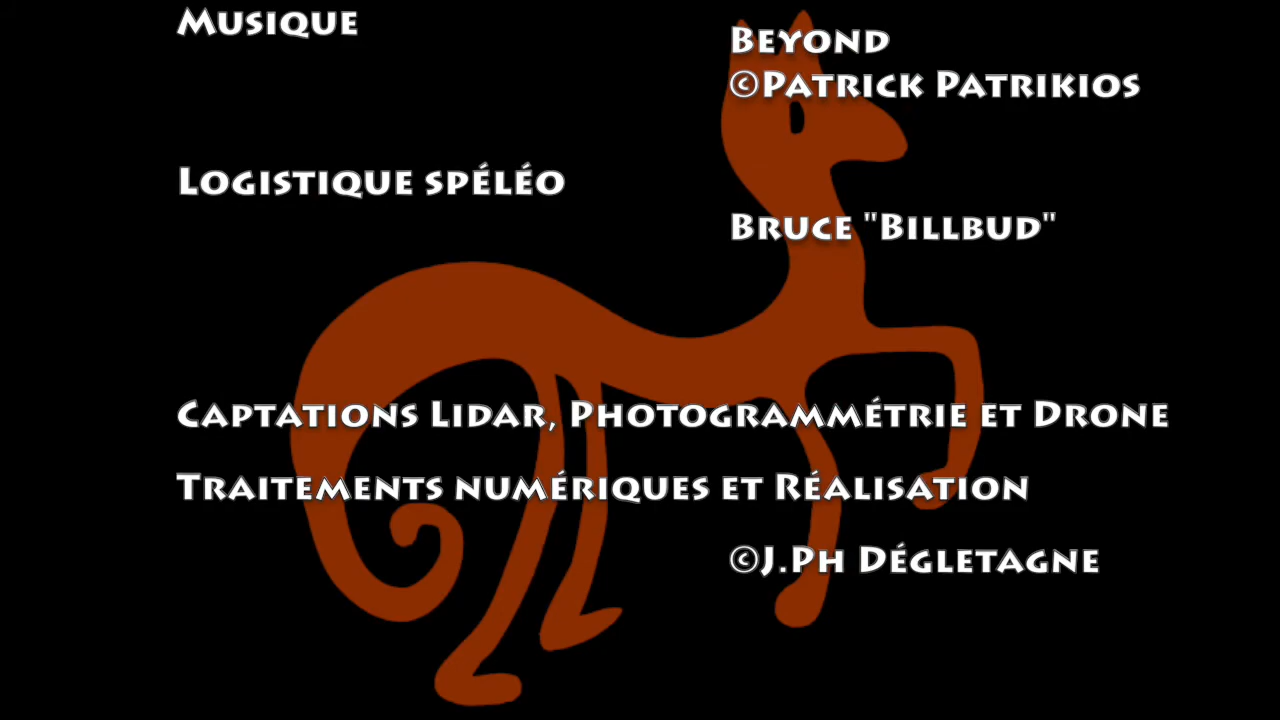 Musique
Beyond
©Patrick Patrikios
Logistique spéléo
Bruce "Billbud"
Captations Lidar, Photogrammétrie et Drone
Traitements numériques et Réalisation
©J.Ph Dégletagne